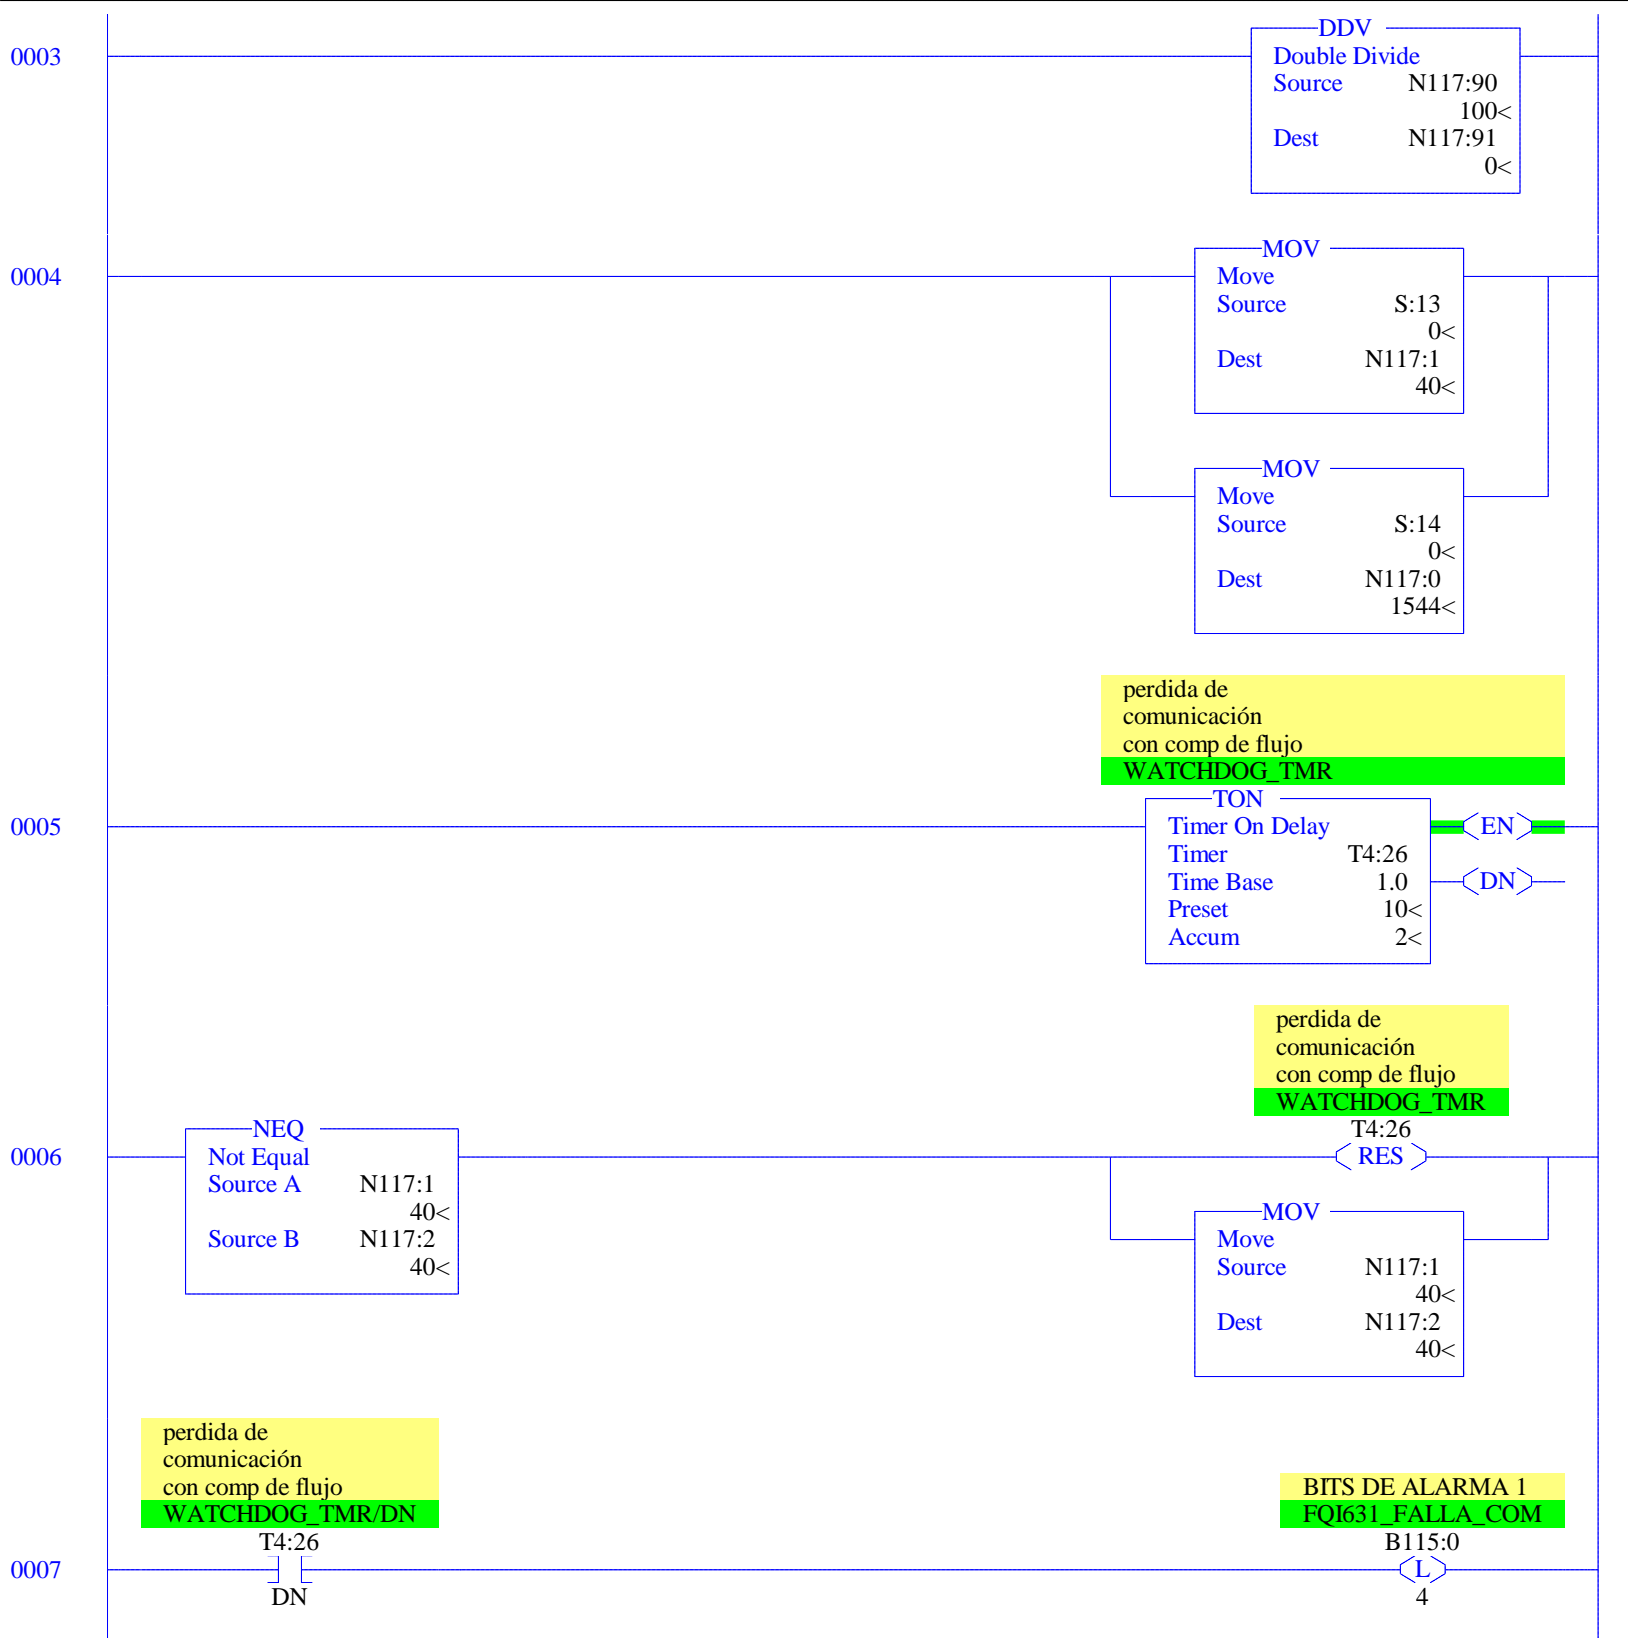 DDV
0003
Double Divide
Source N117:90
100<
Dest N117:91
0<
MOV
0004
Move
Source S:13
0<
Dest N117:1
40<
MOV
Move
Source S:14
0<
Dest N117:0
1544<
perdida de
comunicación
con comp de flujo
WATCHDOG_TMR
TON
0005
Timer On Delay
EN
Timer T4:26
Time Base 1.0
DN
Preset 10<
Accum 2<
perdida de
comunicación
con comp de flujo
WATCHDOG_TMR
T4:26
RES
0006
NEQ
Not Equal
Source A N117:1
40<
Source B N117:2
40<
MOV
Move
Source N117:1
40<
Dest N117:2
40<
perdida de
comunicación
con comp de flujo
WATCHDOG_TMR/DN
T4:26
0007
DN
BITS DE ALARMA 1
FQI631_FALLA_COM
B115:0
L
4